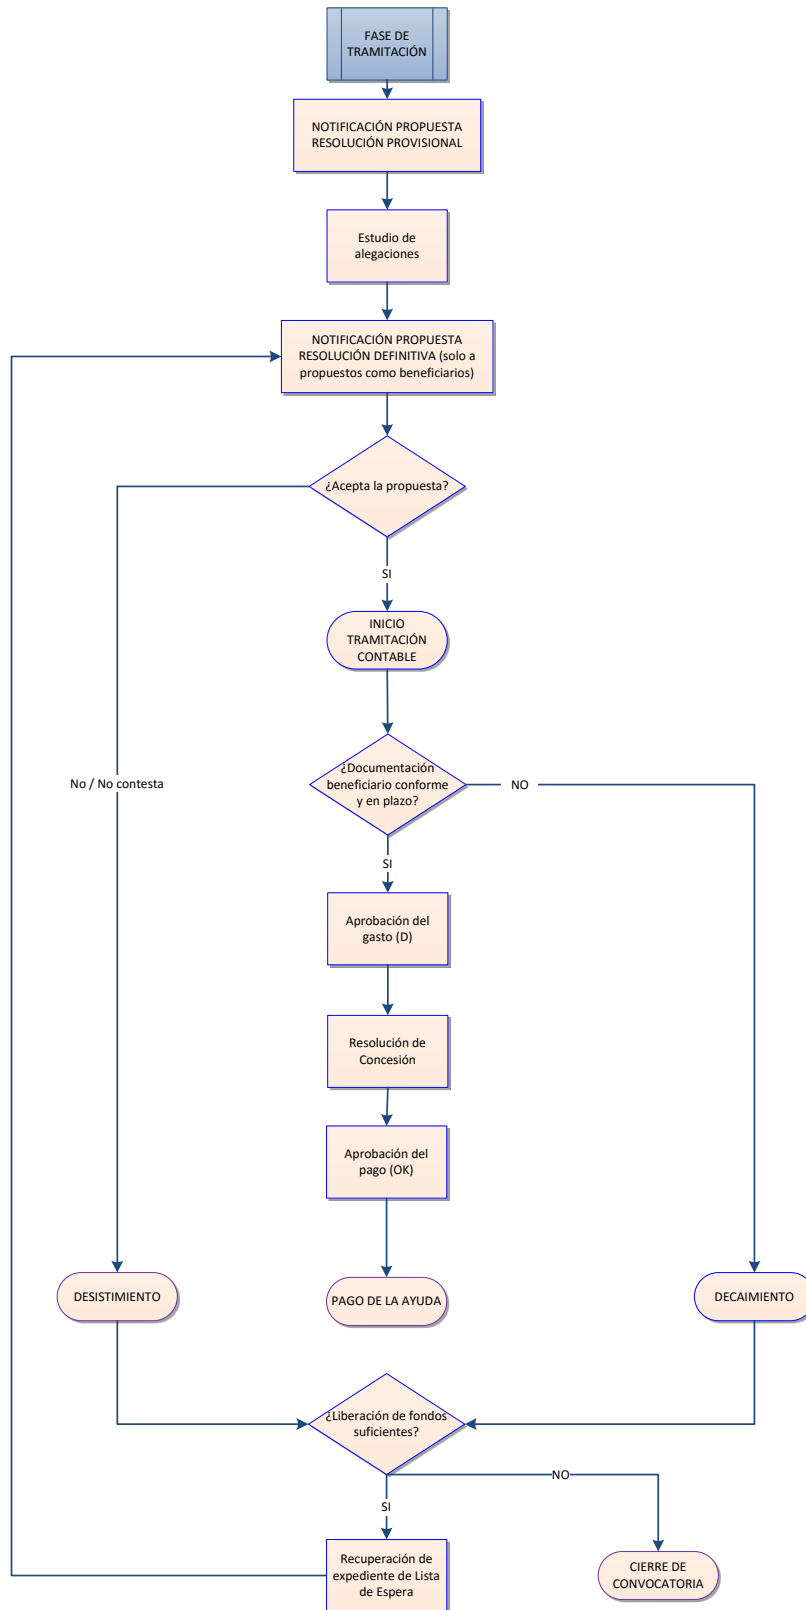 FASE DE
TRAMITACIÓN
NOTIFICACIÓN PROPUESTA
RESOLUCIÓN PROVISIONAL
Estudio de
alegaciones
NOTIFICACIÓN PROPUESTA
RESOLUCIÓN DEFINITIVA (solo a
propuestos como beneficiarios)
¿Acepta la propuesta?
SI
INICIO
TRAMITACIÓN
CONTABLE
¿Documentación
beneficiario conforme
y en plazo?
No / No contesta
NO
SI
Aprobación del
gasto (D)
Resolución de
Concesión
Aprobación del
pago (OK)
DESISTIMIENTO
PAGO DE LA AYUDA
DECAIMIENTO
¿Liberación de fondos
suficientes?
NO
SI
Recuperación de
expediente de Lista
de Espera
CIERRE DE
CONVOCATORIA